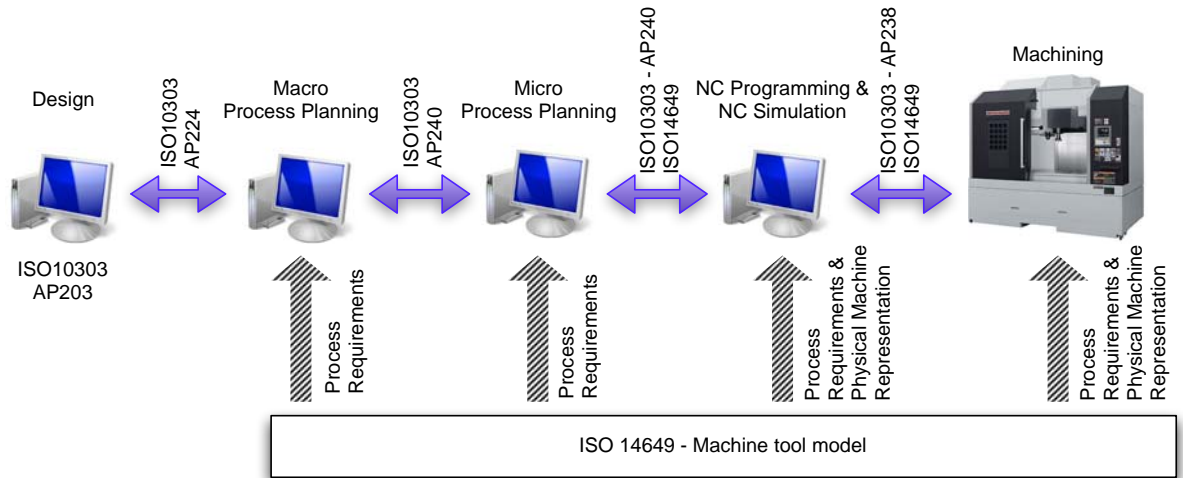 Design
ISO10303
AP203
ISO10303
AP224
Macro
Process Planning
ISO10303
AP240
Micro
Process Planning
ISO10303 - AP240
ISO14649
NC Programming &
NC Simulation
ISO10303 - AP238
ISO14649
Machining
Process
Requirements
Process
Requirements
Process
Requirements &
Physical Machine
Representation
Process
Requirements &
Physical Machine
Representation
ISO 14649 - Machine tool model